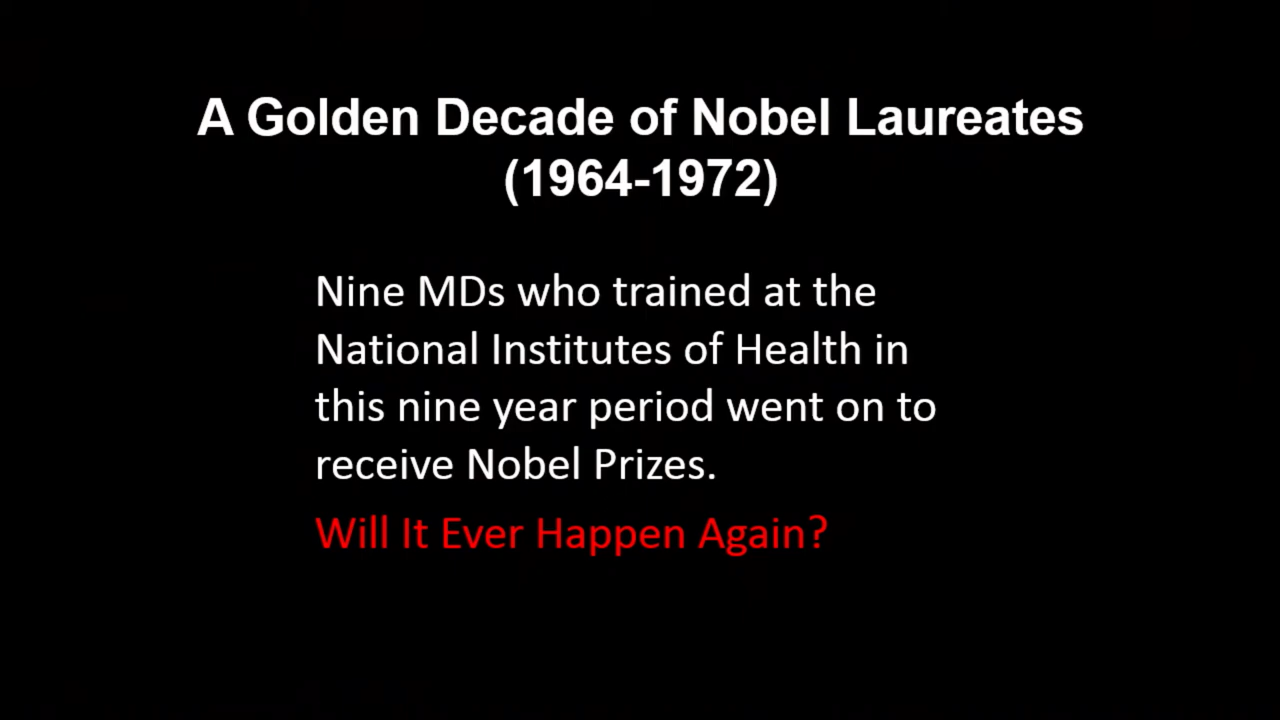 A Golden Decade of Nobel Laureates
(1964-1972)
Nine MDs who trained at the
National Institutes of Health in
this nine year period went on to
receive Nobel Prizes.
Will It Ever Happen Again?